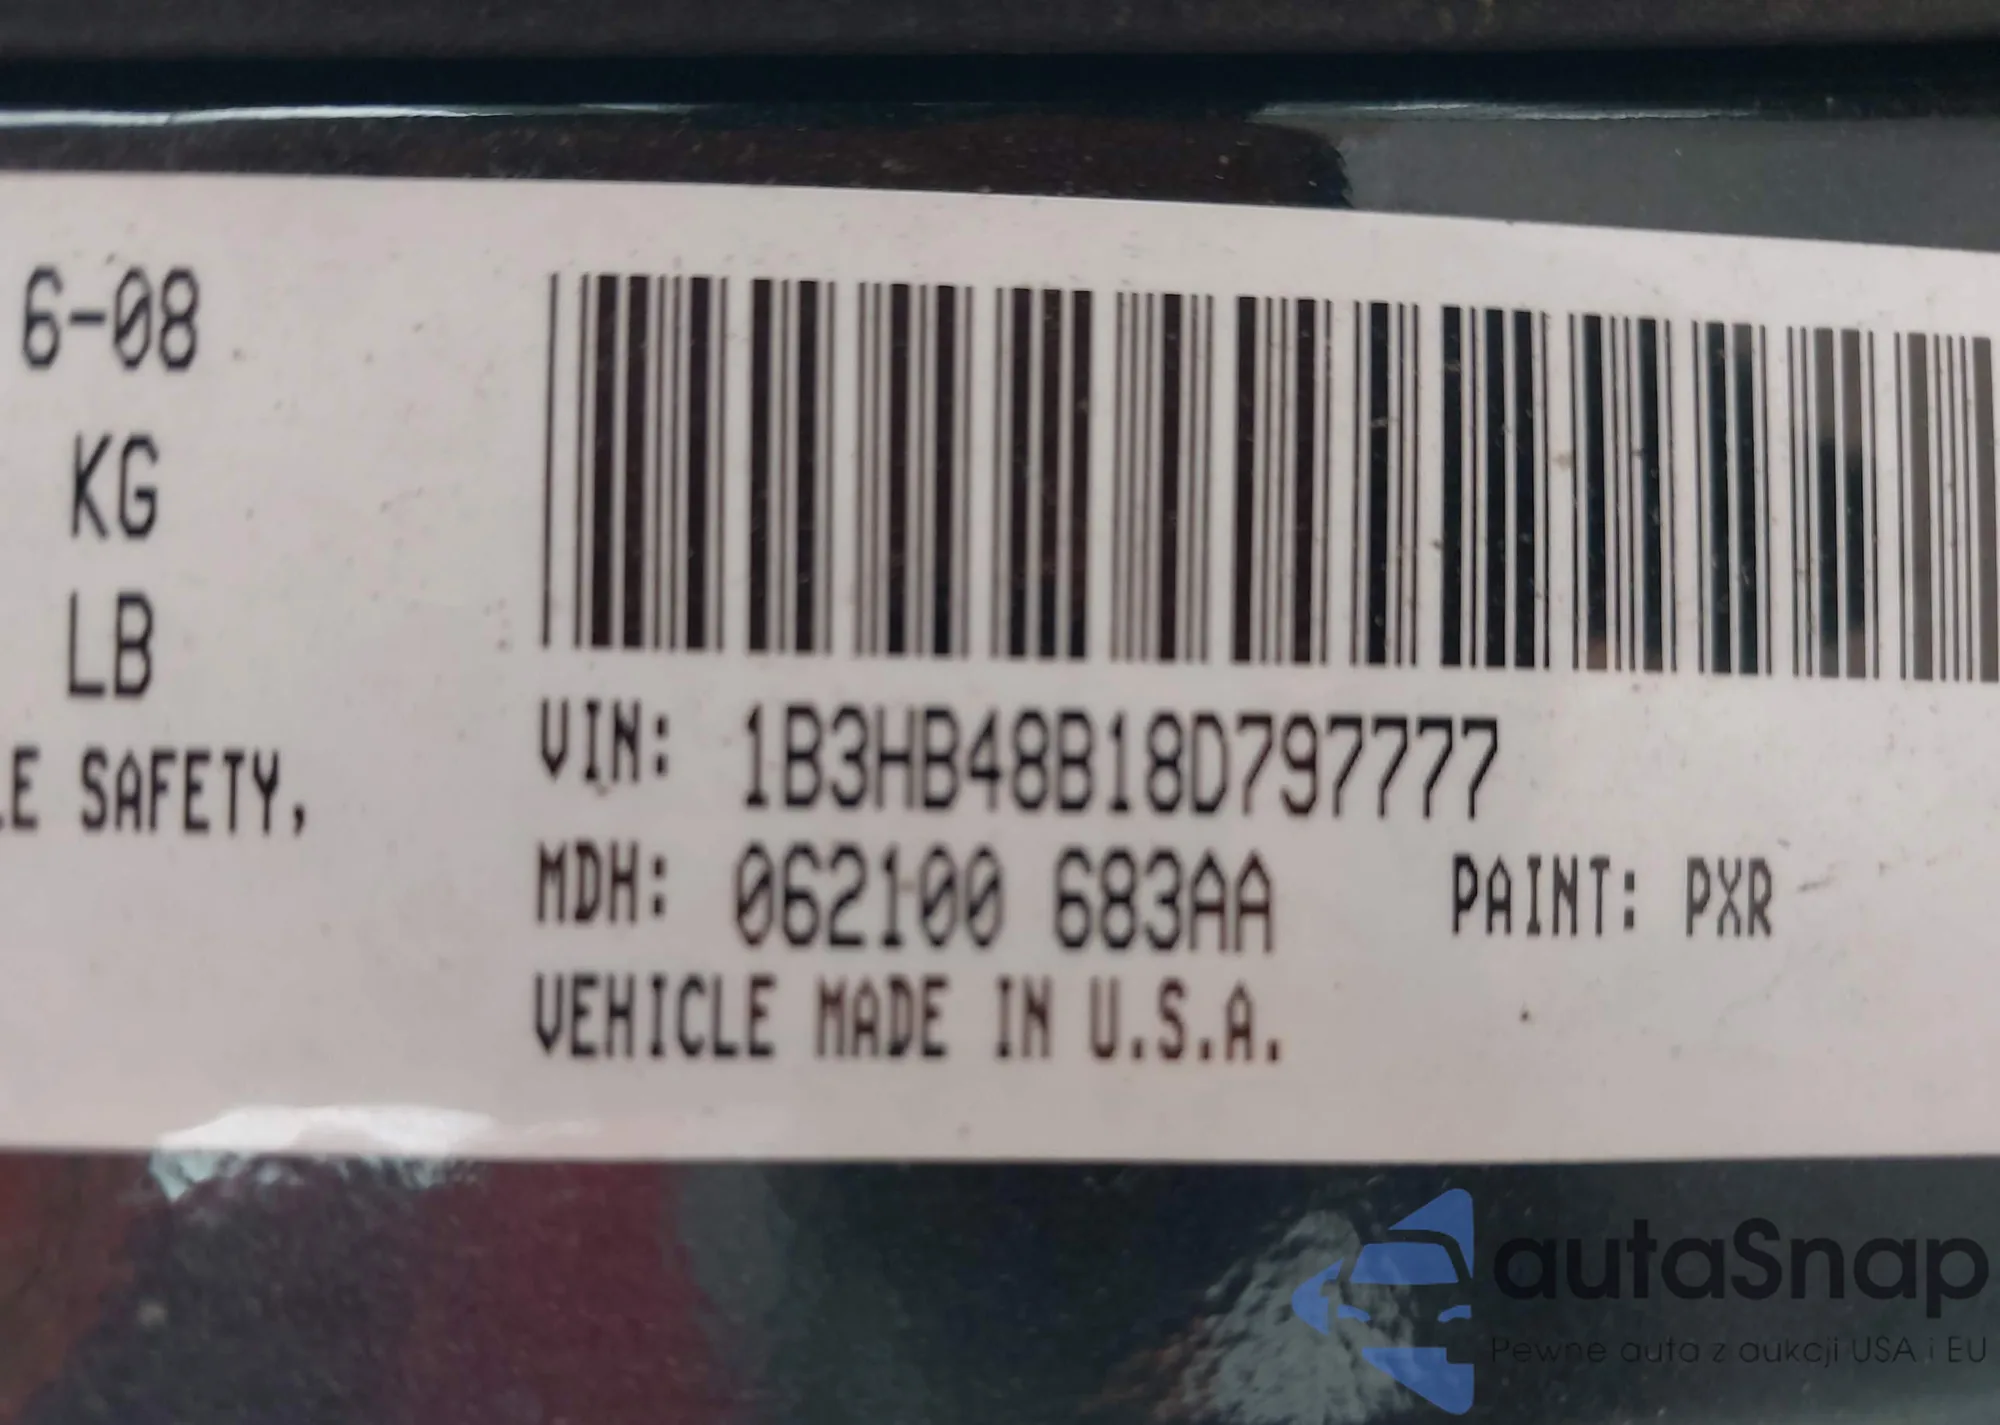 6-08
KG
LB
LE SAFETY,
VIN: 1B3HB48B18D797777
MDH: 062100 683AA
PAINT: PXR
VEHICLE MADE IN U.S.A.
autaSnap
Pewne auta z aukcji USA i EU